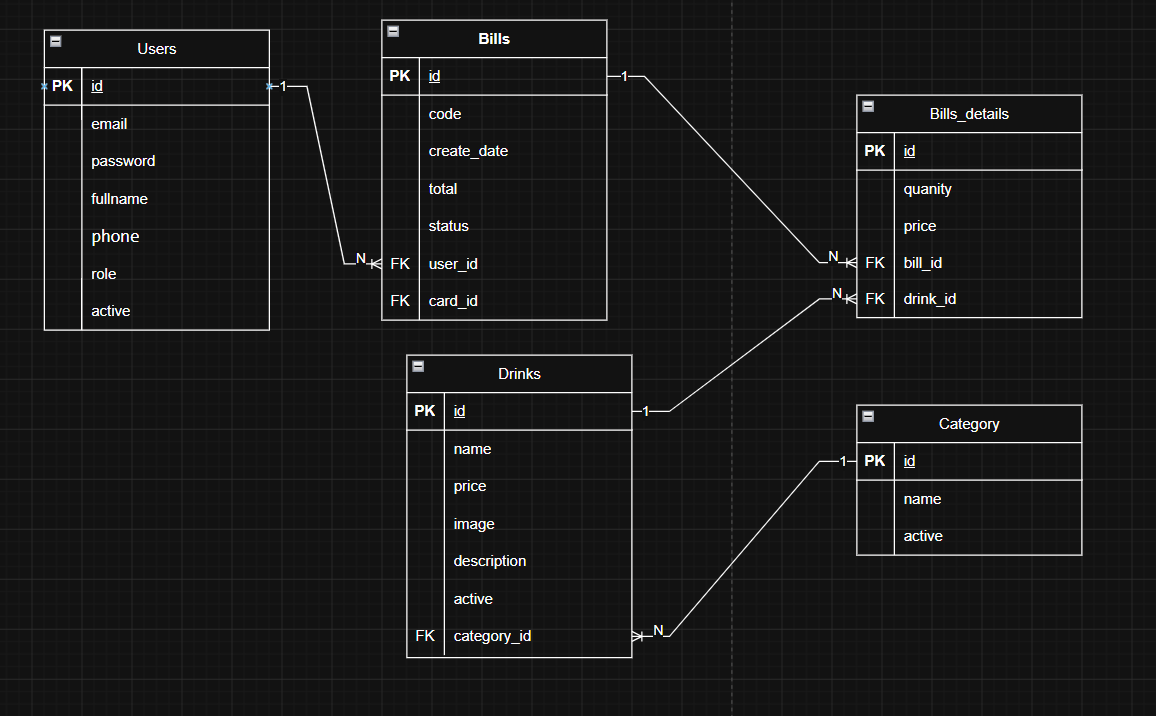 Users
PK id
email
password
fullname
phone
role
active
1
N
Bills
PK id
code
create_date
total
status
FK user_id
FK card_id
1
N
Bills_details
PK id
quanity
price
FK bill_id
FK drink_id
N
1
Drinks
PK id
name
price
image
description
active
FK category_id
N
1
Category
PK id
name
active